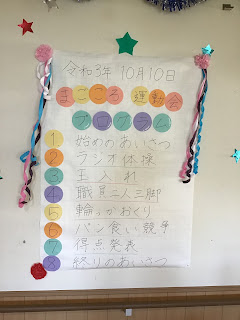 令和3年 10月10日
まごころ 運動会
プログラム
1 始めのあいさつ
2 ラジオ体操
3 玉入れ
4 職員二人三脚
5 輪っかおくり
6 パン食い競争
7 得点発表
8 終りのあいさつ